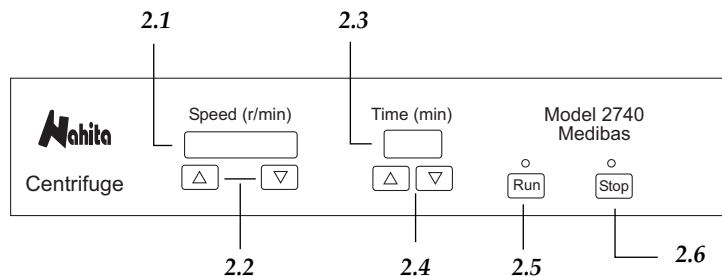 2.1
2.3
Speed (r/min)
Time (min)
Model 2740
Medibas
Nahita
Centrifuge
Run
Stop
2.2
2.4
2.5
2.6